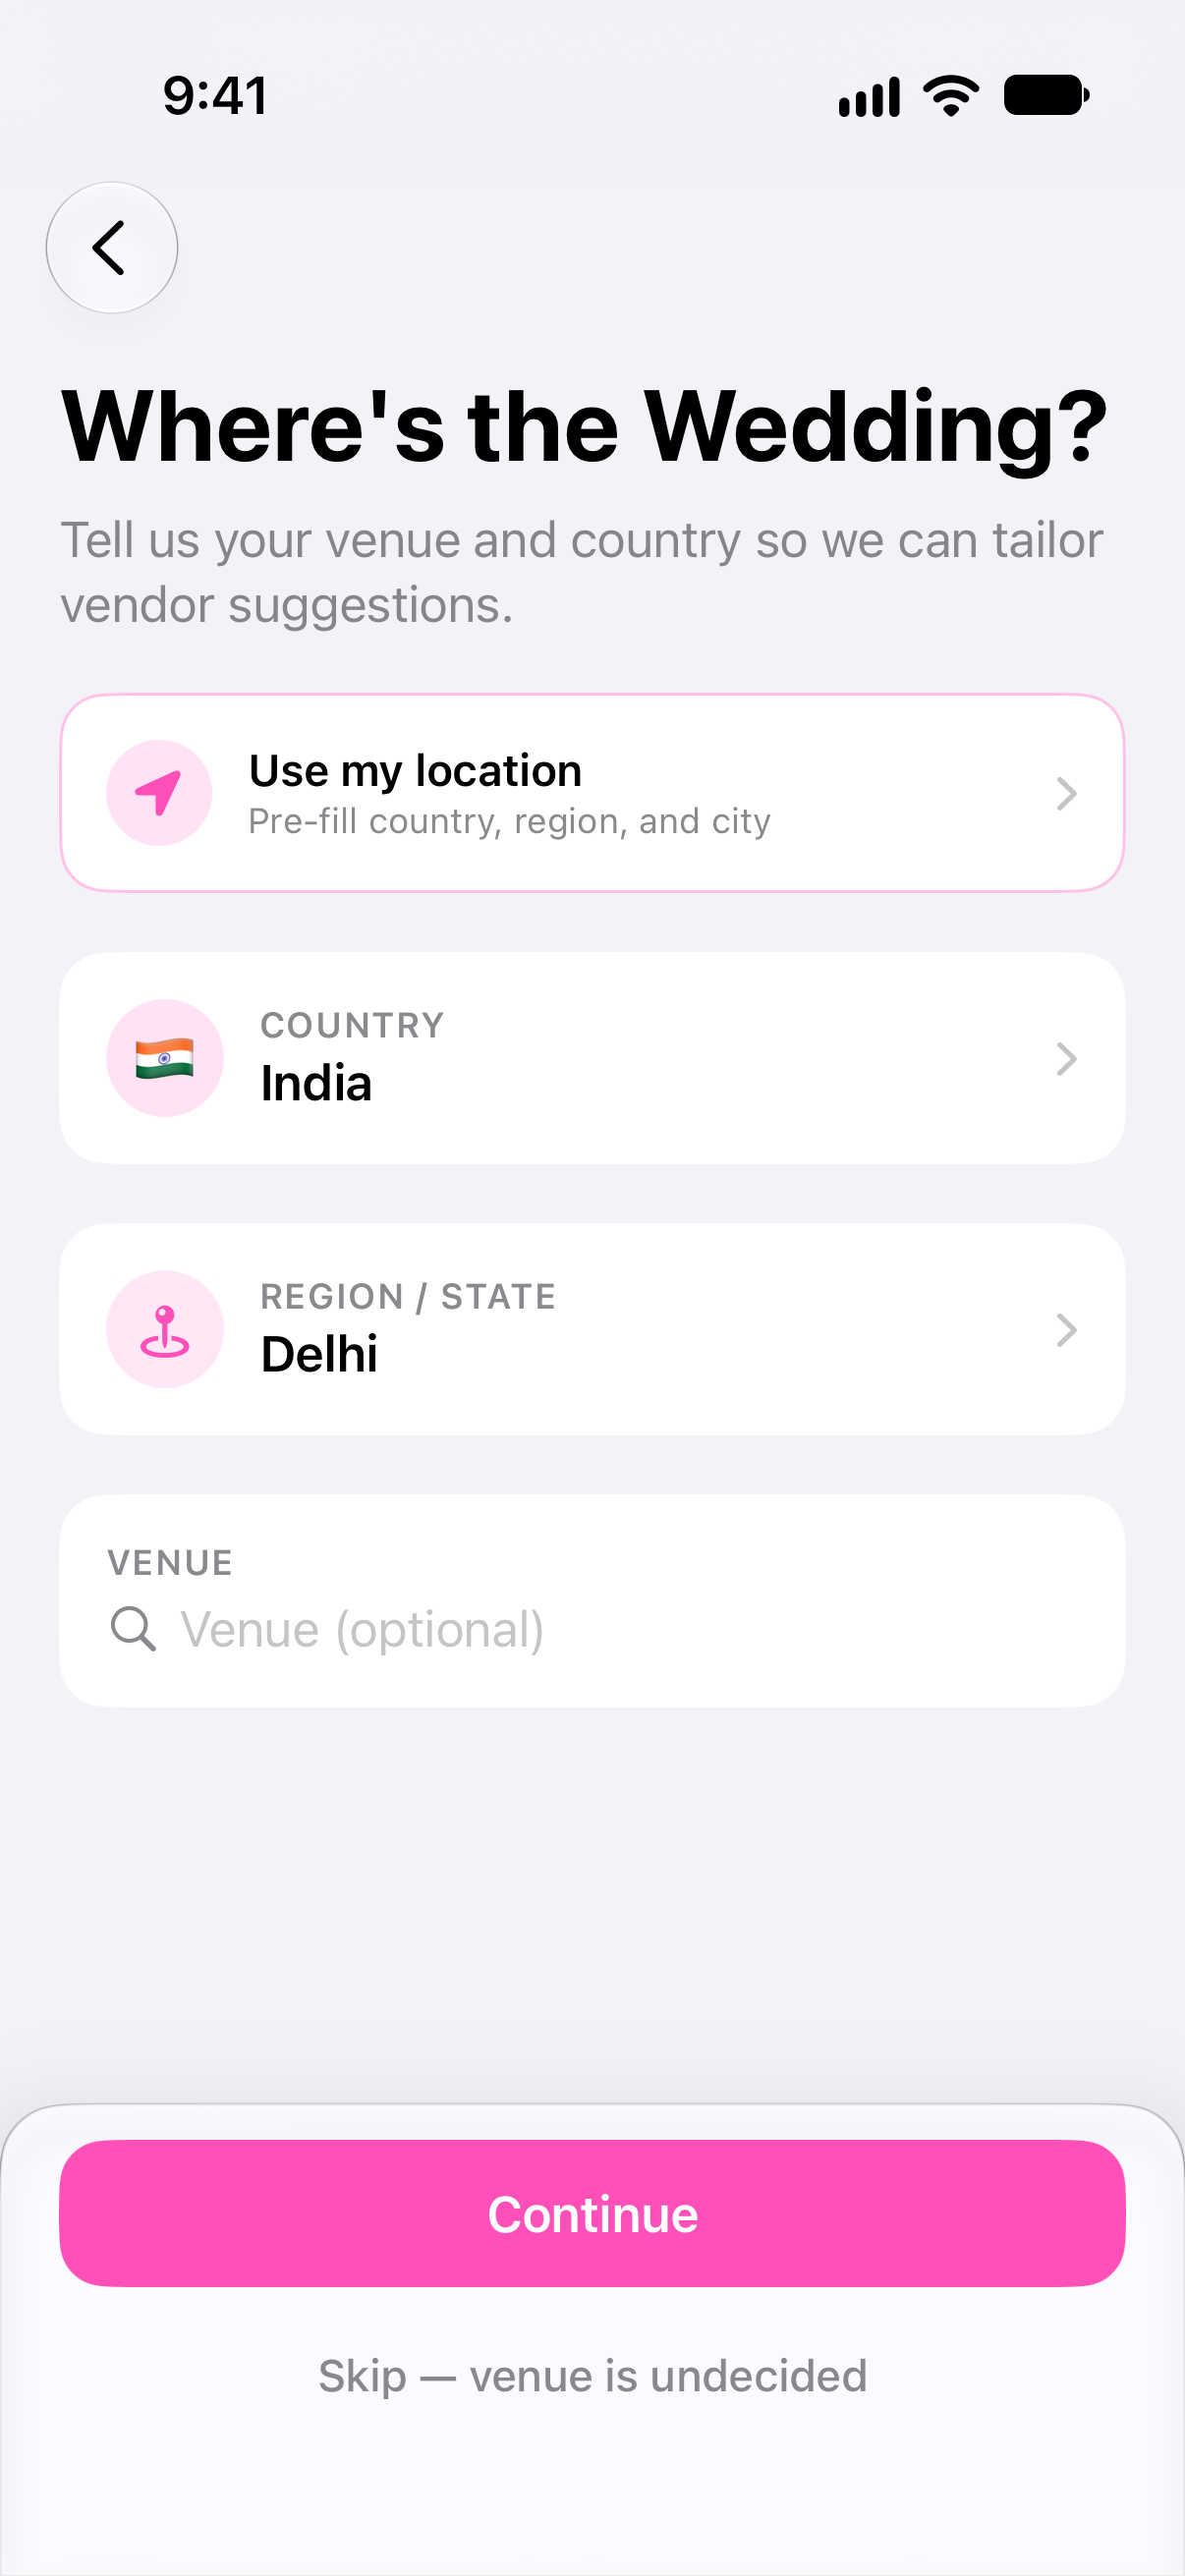 9:41
Where's the Wedding?
Tell us your venue and country so we can tailor
vendor suggestions.
Use my location
Pre-fill country, region, and city
COUNTRY
India
REGION / STATE
Delhi
VENUE
Venue (optional)
Continue
Skip — venue is undecided